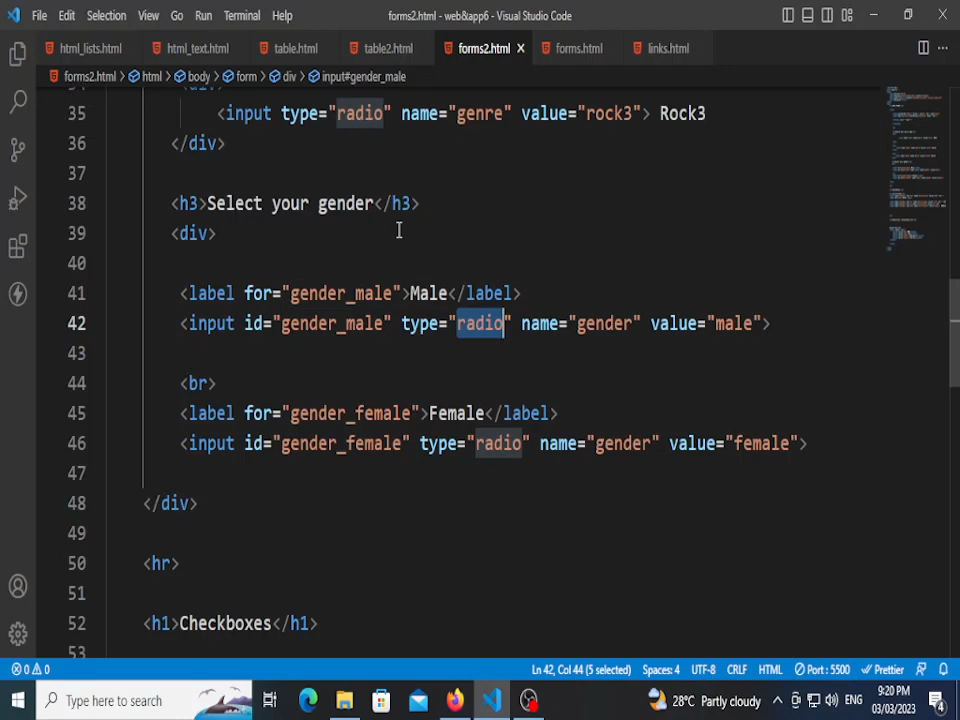 File Edit Selection View Go Run Terminal Help forms2.html - web&app6 - Visual Studio Code
html_lists.html html_text.html table.html table2.html forms2.html forms.html links.html
forms2.html > html > body > form > div > input#gender_male
35 <input type="radio" name="genre" value="rock3"> Rock3
36 </div>
37
38 <h3>Select your gender</h3>
39 <div>
40
41 <label for="gender_male">Male</label>
42 <input id="gender_male" type="radio" name="gender" value="male">
43
44 <br>
45 <label for="gender_female">Female</label>
46 <input id="gender_female" type="radio" name="gender" value="female">
47
48 </div>
49
50 <hr>
51
52 <h1>Checkboxes</h1>
53
0 0 Ln 42, Col 44 (5 selected) Spaces: 4 UTF-8 CRLF HTML Port : 5500 Prettier
Type here to search 28°C Partly cloudy ENG 9:20 PM
03/03/2023 4